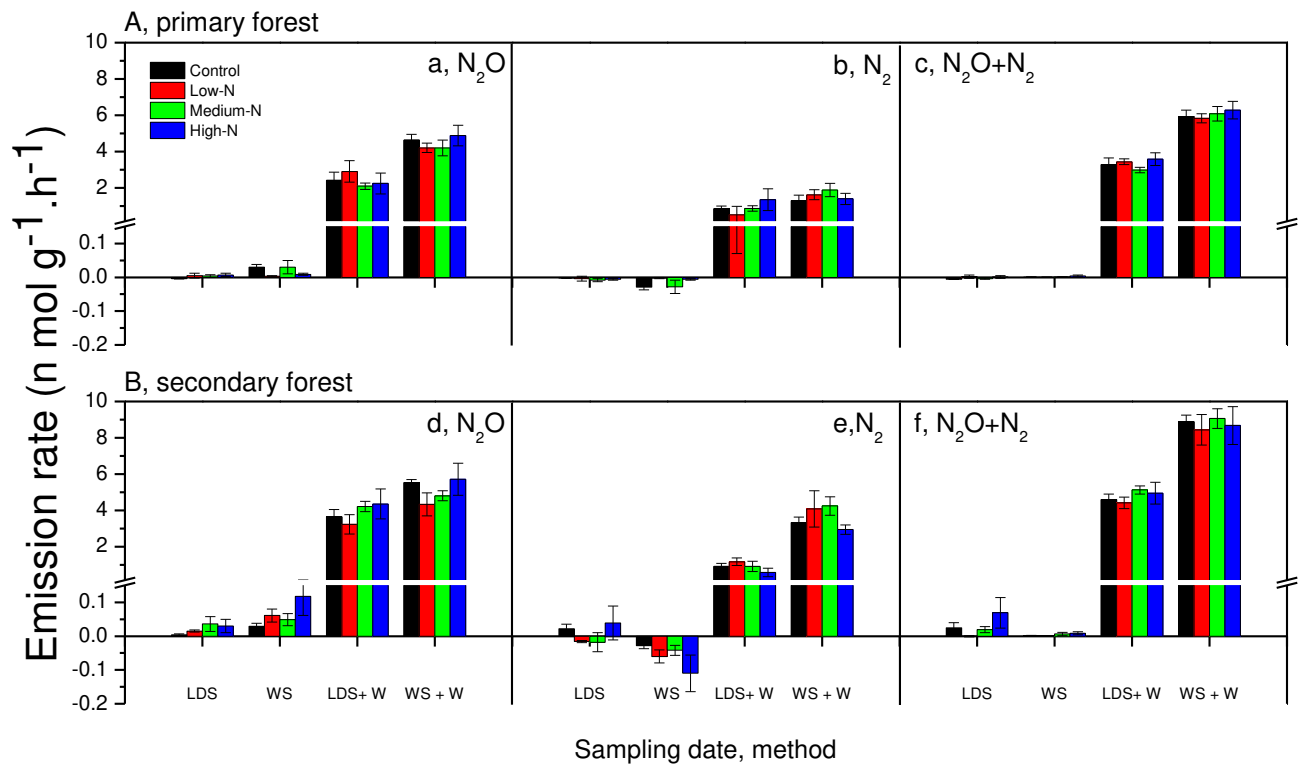 A, primary forest
a, N₂O
b, N₂
c, N₂O+N₂
Control
Low-N
Medium-N
High-N
10
8
6
4
2
0.1
0.0
-0.1
-0.2
Emission rate (n mol g⁻¹.h⁻¹)
B, secondary forest
d, N₂O
e,N₂
f, N₂O+N₂
10
8
6
4
2
0.1
0.0
-0.1
-0.2
LDS WS LDS+ W WS + W LDS WS LDS+ W WS + W LDS WS LDS+ W WS + W
Sampling date, method